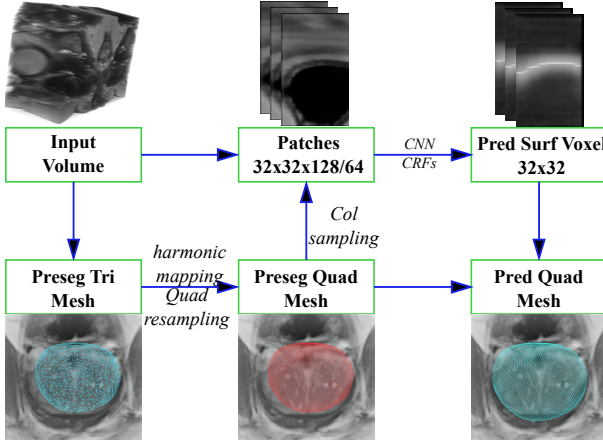 Input
Volume
Patches
32x32x128/64
CNN
CRFs
Pred Surf Voxel
32x32
Col
sampling
Preseg Tri
Mesh
harmonic
mapping
Quad
resampling
Preseg Quad
Mesh
Pred Quad
Mesh